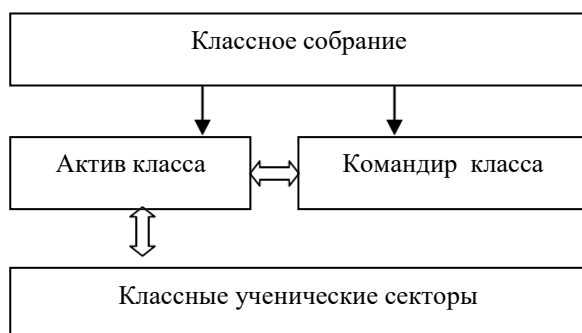 Классное собрание
Актив класса
Командир класса
Классные ученические секторы